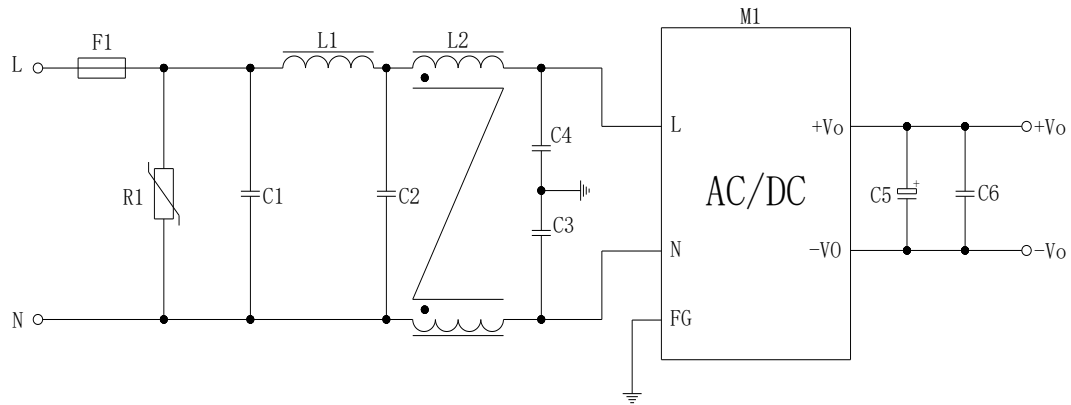 M1
F1
L1
L2
L
C4
L
+Vo
+Vo
R1
C1
C2
AC/DC
C5
+
C6
C3
N
-VO
-Vo
N
FG